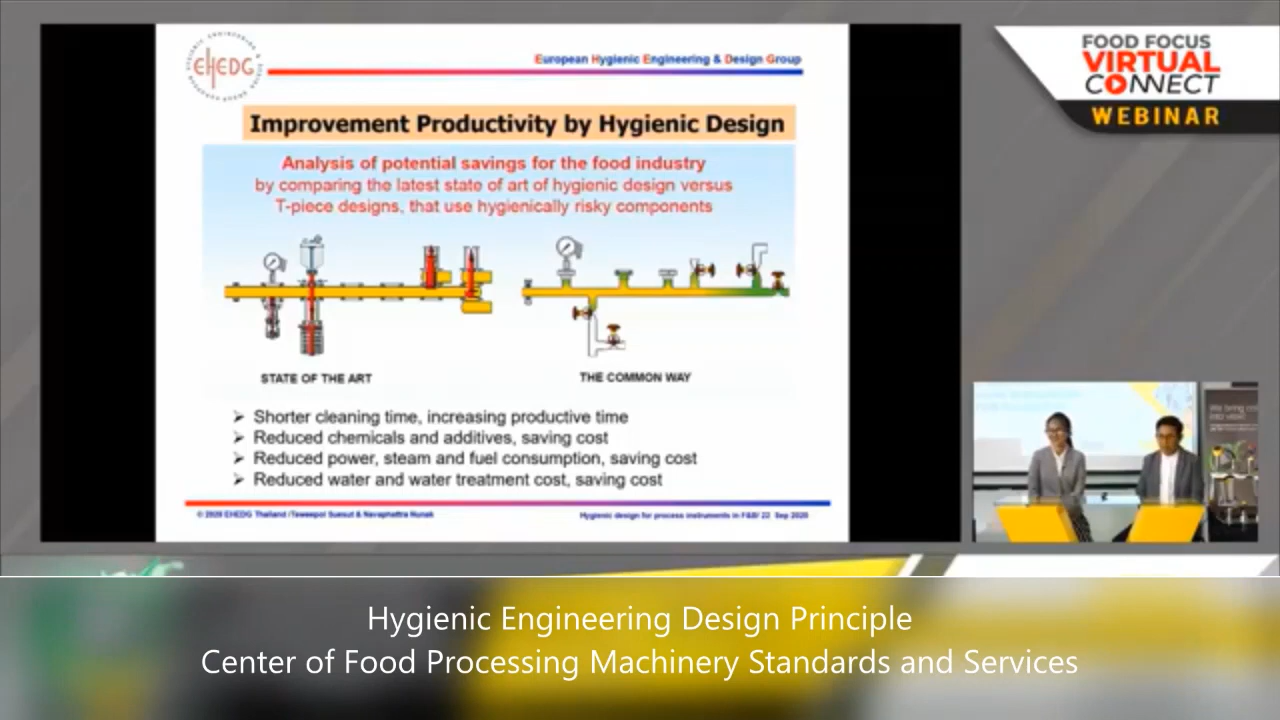 EHEDG
European Hygienic Engineering & Design Group
Improvement Productivity by Hygienic Design
Analysis of potential savings for the food industry
by comparing the latest state of art of hygienic design versus
T-piece designs, that use hygienically risky components
STATE OF THE ART
THE COMMON WAY
➢ Shorter cleaning time, increasing productive time
➢ Reduced chemicals and additives, saving cost
➢ Reduced power, steam and fuel consumption, saving cost
➢ Reduced water and water treatment cost, saving cost
© 2020 EHEDG Thailand /Taweepol Suesut & Navaphattra Nunak
Hygienic design for process instruments in F&B/ 22 Sep 2020
FOOD FOCUS
VIRTUAL
CONNECT
WEBINAR
Hygienic Engineering Design Principle
Center of Food Processing Machinery Standards and Services